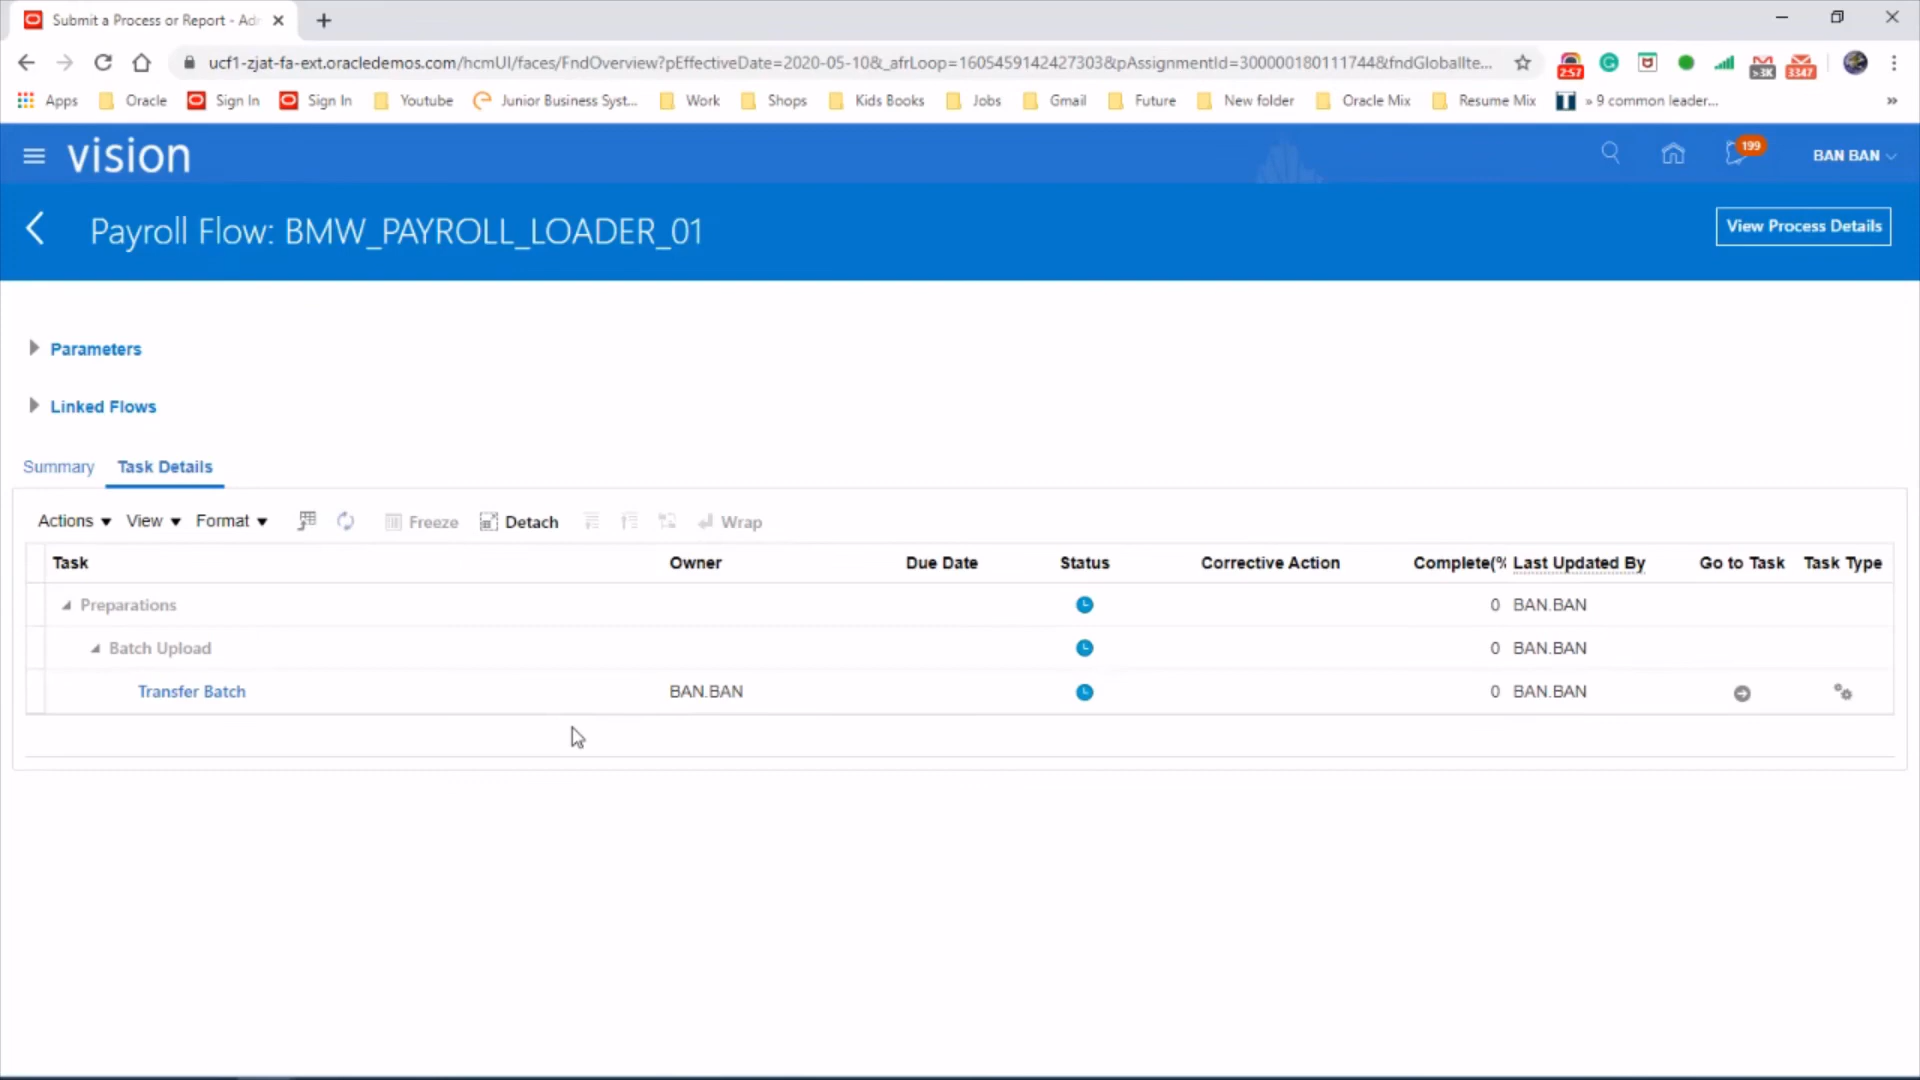 Submit a Process or Report - Adm
ucf1-zjat-fa-ext.oracledemos.com/hcmUI/faces/FndOverview?pEffectiveDate=2020-05-10&_afrLoop=1605459142427303&pAssignmentId=300000180111744&fndGlobalIte...
2:57 >3K 3347
Apps Oracle Sign In Sign In Youtube Junior Business Syst... Work Shops Kids Books Jobs Gmail Future New folder Oracle Mix Resume Mix » 9 common leader... »
vision 199 BAN BAN
Payroll Flow: BMW_PAYROLL_LOADER_01 View Process Details
Parameters
Linked Flows
Summary Task Details
Actions View Format Freeze Detach Wrap
Task Owner Due Date Status Corrective Action Complete(% Last Updated By Go to Task Task Type
Preparations 0 BAN.BAN
Batch Upload 0 BAN.BAN
Transfer Batch BAN.BAN 0 BAN.BAN